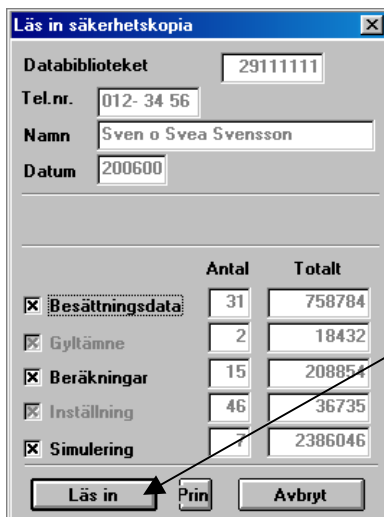 Läs in säkerhetskopia
Databiblioteket 29111111
Tel.nr. 012- 34 56
Namn Sven o Svea Svensson
Datum 200600
Antal Totalt
Besättningsdata 31 758784
Gyltämne 2 18432
Beräkningar 15 208854
Inställning 46 36735
Simulering 7 2386046
Läs in Prin Avbryt